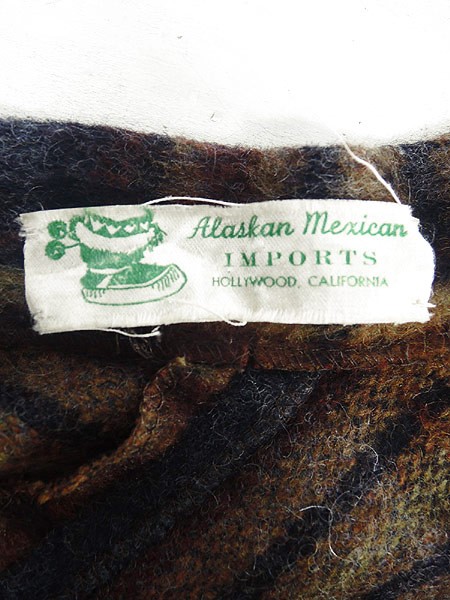 Alaskan Mexican
IMPORTS
HOLLYWOOD, CALIFORNIA